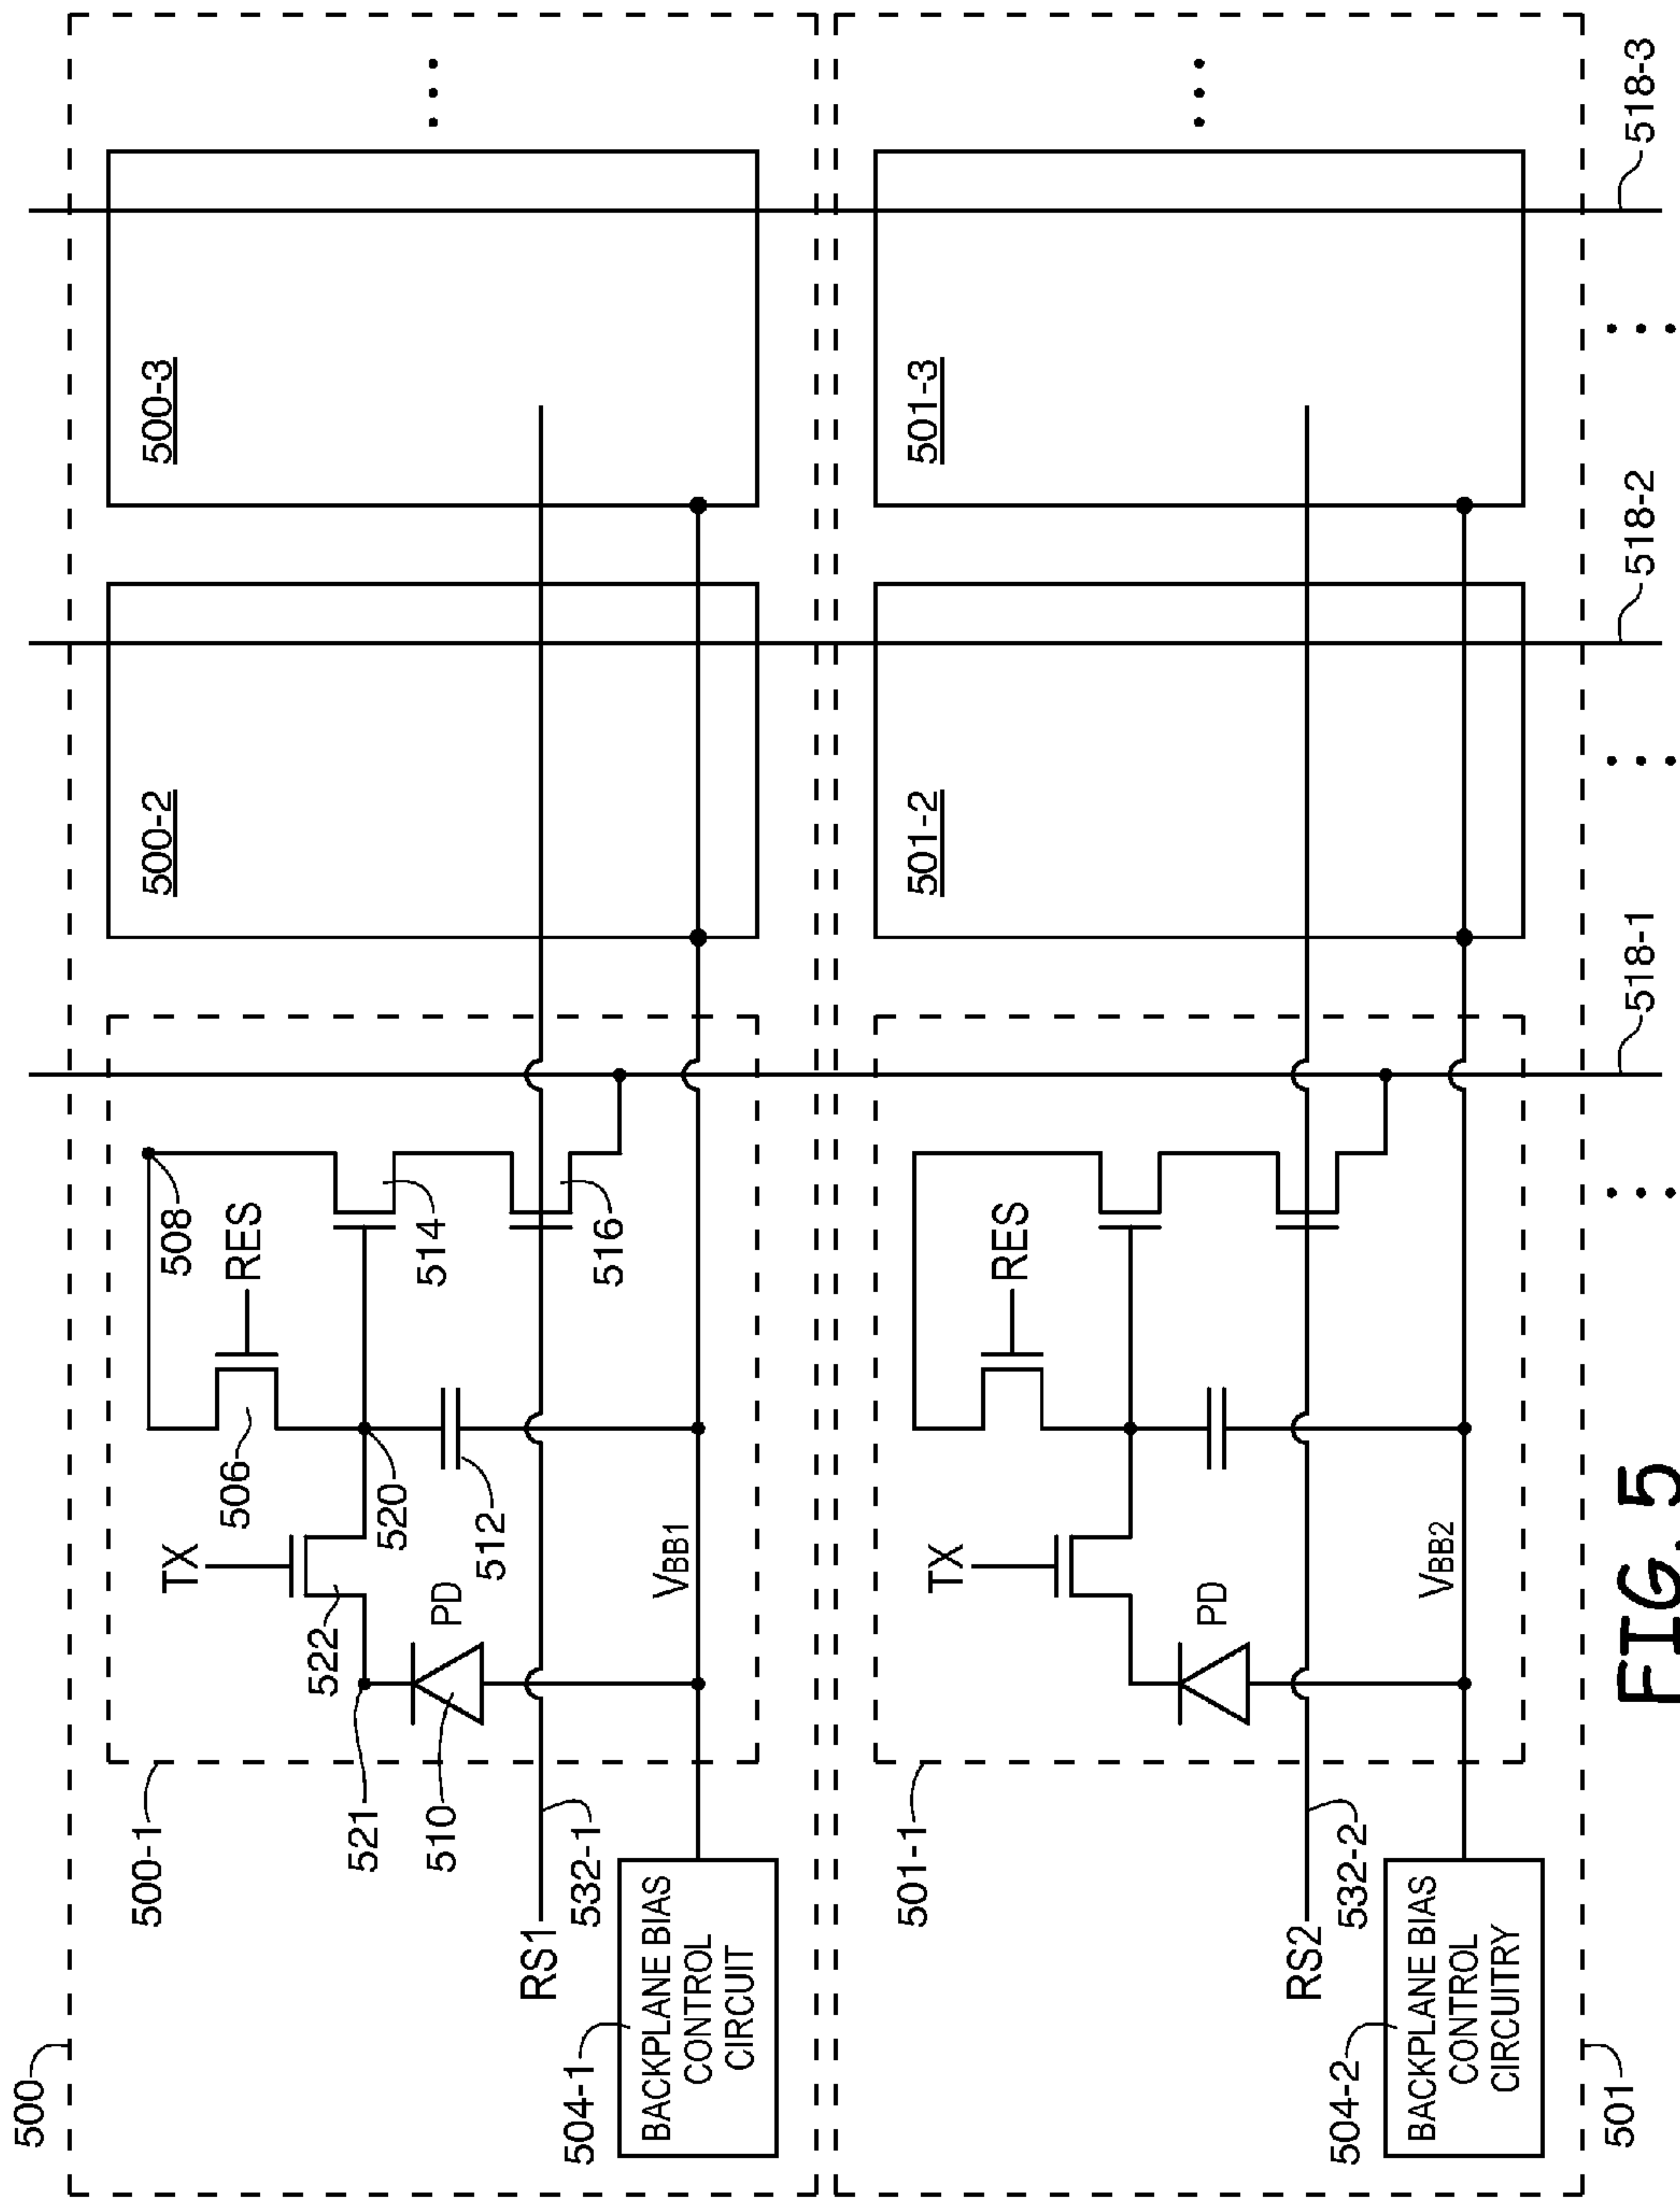 500
500-1
500-2
500-3
508
RES
TX
506
522
520
514
521
PD
510
512
516
RS1
532-1
VBB1
504-1
BACKPLANE BIAS
CONTROL
CIRCUIT
501-1
501-2
501-3
RES
TX
PD
RS2
532-2
VBB2
504-2
BACKPLANE BIAS
CONTROL
CIRCUITRY
501
518-1
518-2
518-3
FIG. 5